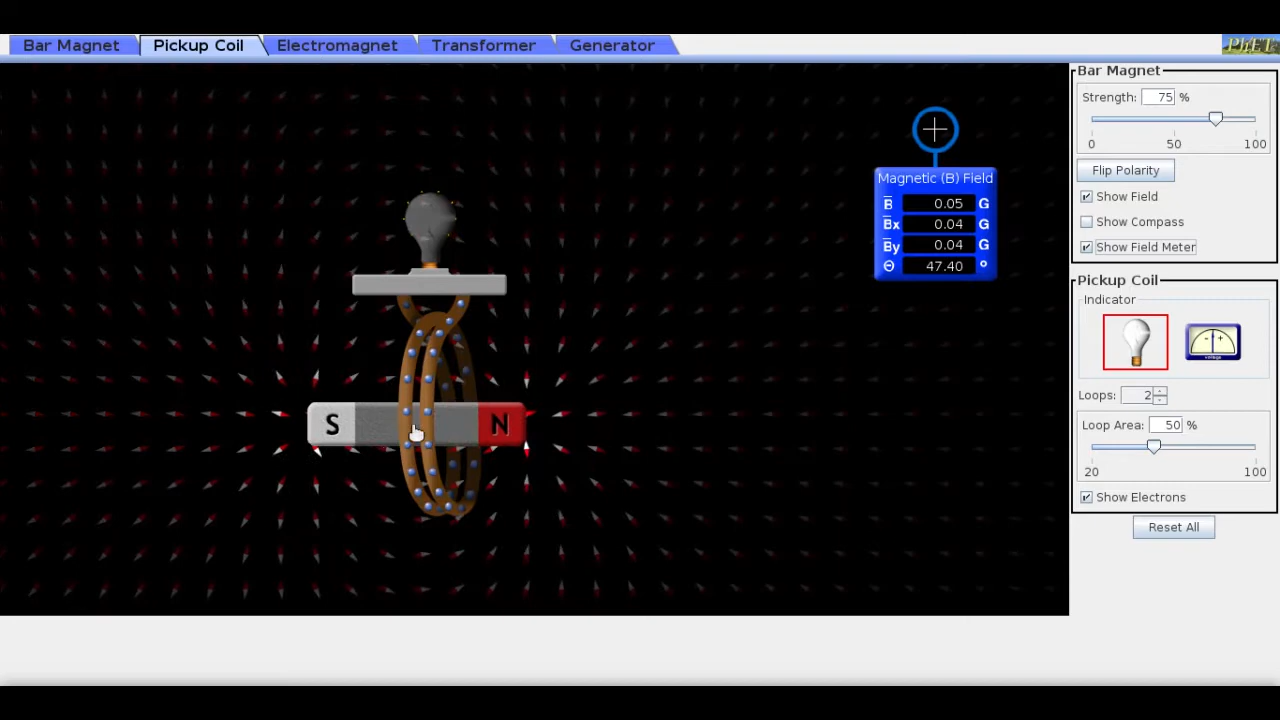 Bar Magnet Pickup Coil Electromagnet Transformer Generator PhET
Bar Magnet
Strength: 75 %
0 50 100
Flip Polarity
Show Field
Show Compass
Show Field Meter
Magnetic (B) Field
B 0.05 G
Bx 0.04 G
By 0.04 G
Θ 47.40 °
S N
Pickup Coil
Indicator
- +
voltage
Loops: 2
Loop Area: 50 %
20 100
Show Electrons
Reset All